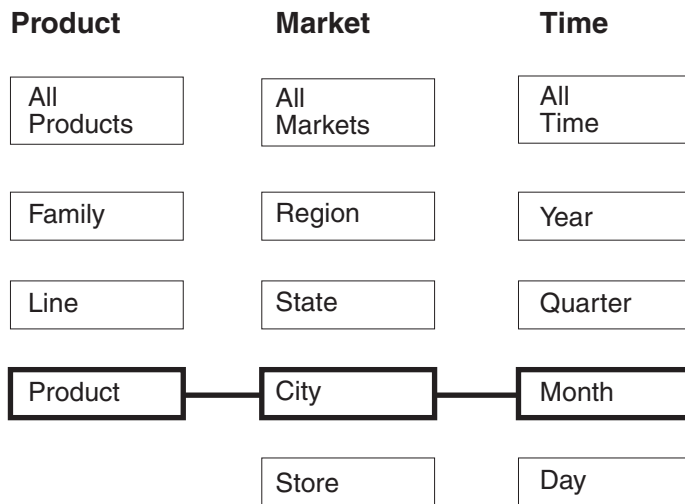 Product Market Time
All Products All Markets All Time
Family Region Year
Line State Quarter
Product City Month
Store Day